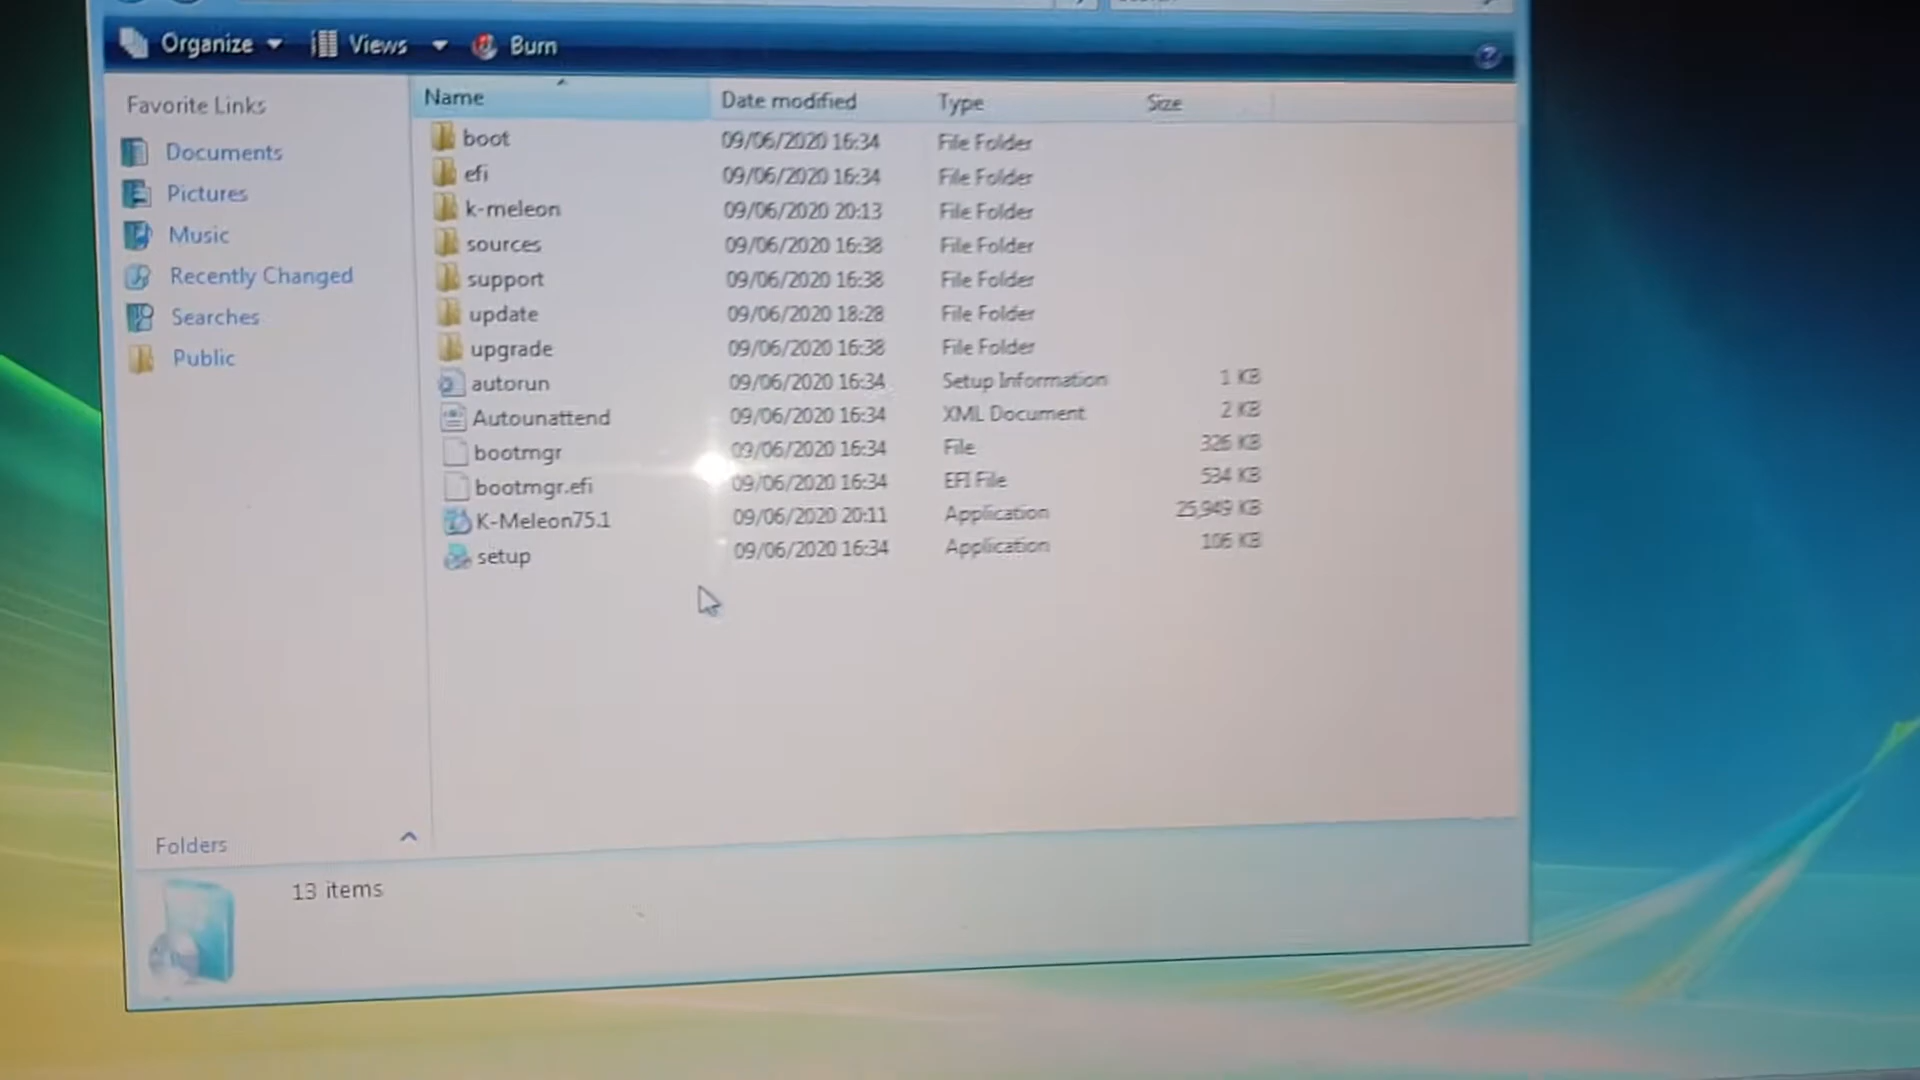 Organize Views Burn
Favorite Links
Documents
Pictures
Music
Recently Changed
Searches
Public
Folders
Name Date modified Type Size
boot 09/06/2020 16:34 File Folder
efi 09/06/2020 16:34 File Folder
k-meleon 09/06/2020 20:13 File Folder
sources 09/06/2020 16:38 File Folder
support 09/06/2020 16:38 File Folder
update 09/06/2020 18:28 File Folder
upgrade 09/06/2020 16:38 File Folder
autorun 09/06/2020 16:34 Setup Information 1 KB
Autounattend 09/06/2020 16:34 XML Document 2 KB
bootmgr 09/06/2020 16:34 File 326 KB
bootmgr.efi 09/06/2020 16:34 EFI File 534 KB
K-Meleon75.1 09/06/2020 20:11 Application 25,949 KB
setup 09/06/2020 16:34 Application 106 KB
13 items